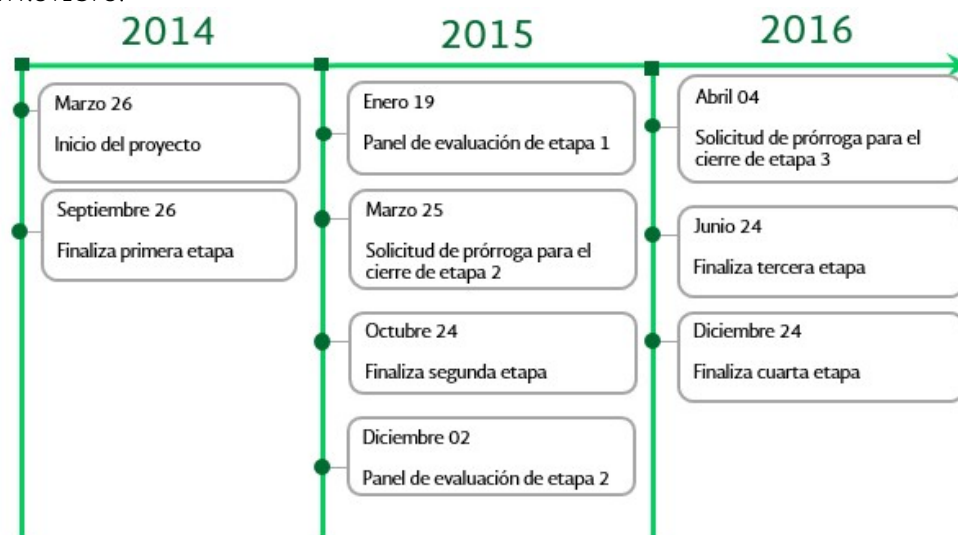 2014
Marzo 26
Inicio del proyecto
Septiembre 26
Finaliza primera etapa
2015
Enero 19
Panel de evaluación de etapa 1
Marzo 25
Solicitud de prórroga para el
cierre de etapa 2
Octubre 24
Finaliza segunda etapa
Diciembre 02
Panel de evaluación de etapa 2
2016
Abril 04
Solicitud de prórroga para el
cierre de etapa 3
Junio 24
Finaliza tercera etapa
Diciembre 24
Finaliza cuarta etapa